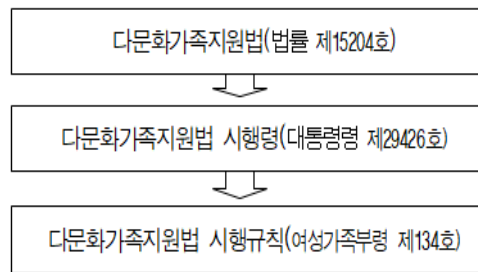 다문화가족지원법(법률 제15204호)
다문화가족지원법 시행령(대통령령 제29426호)
다문화가족지원법 시행규칙(여성가족부령 제134호)